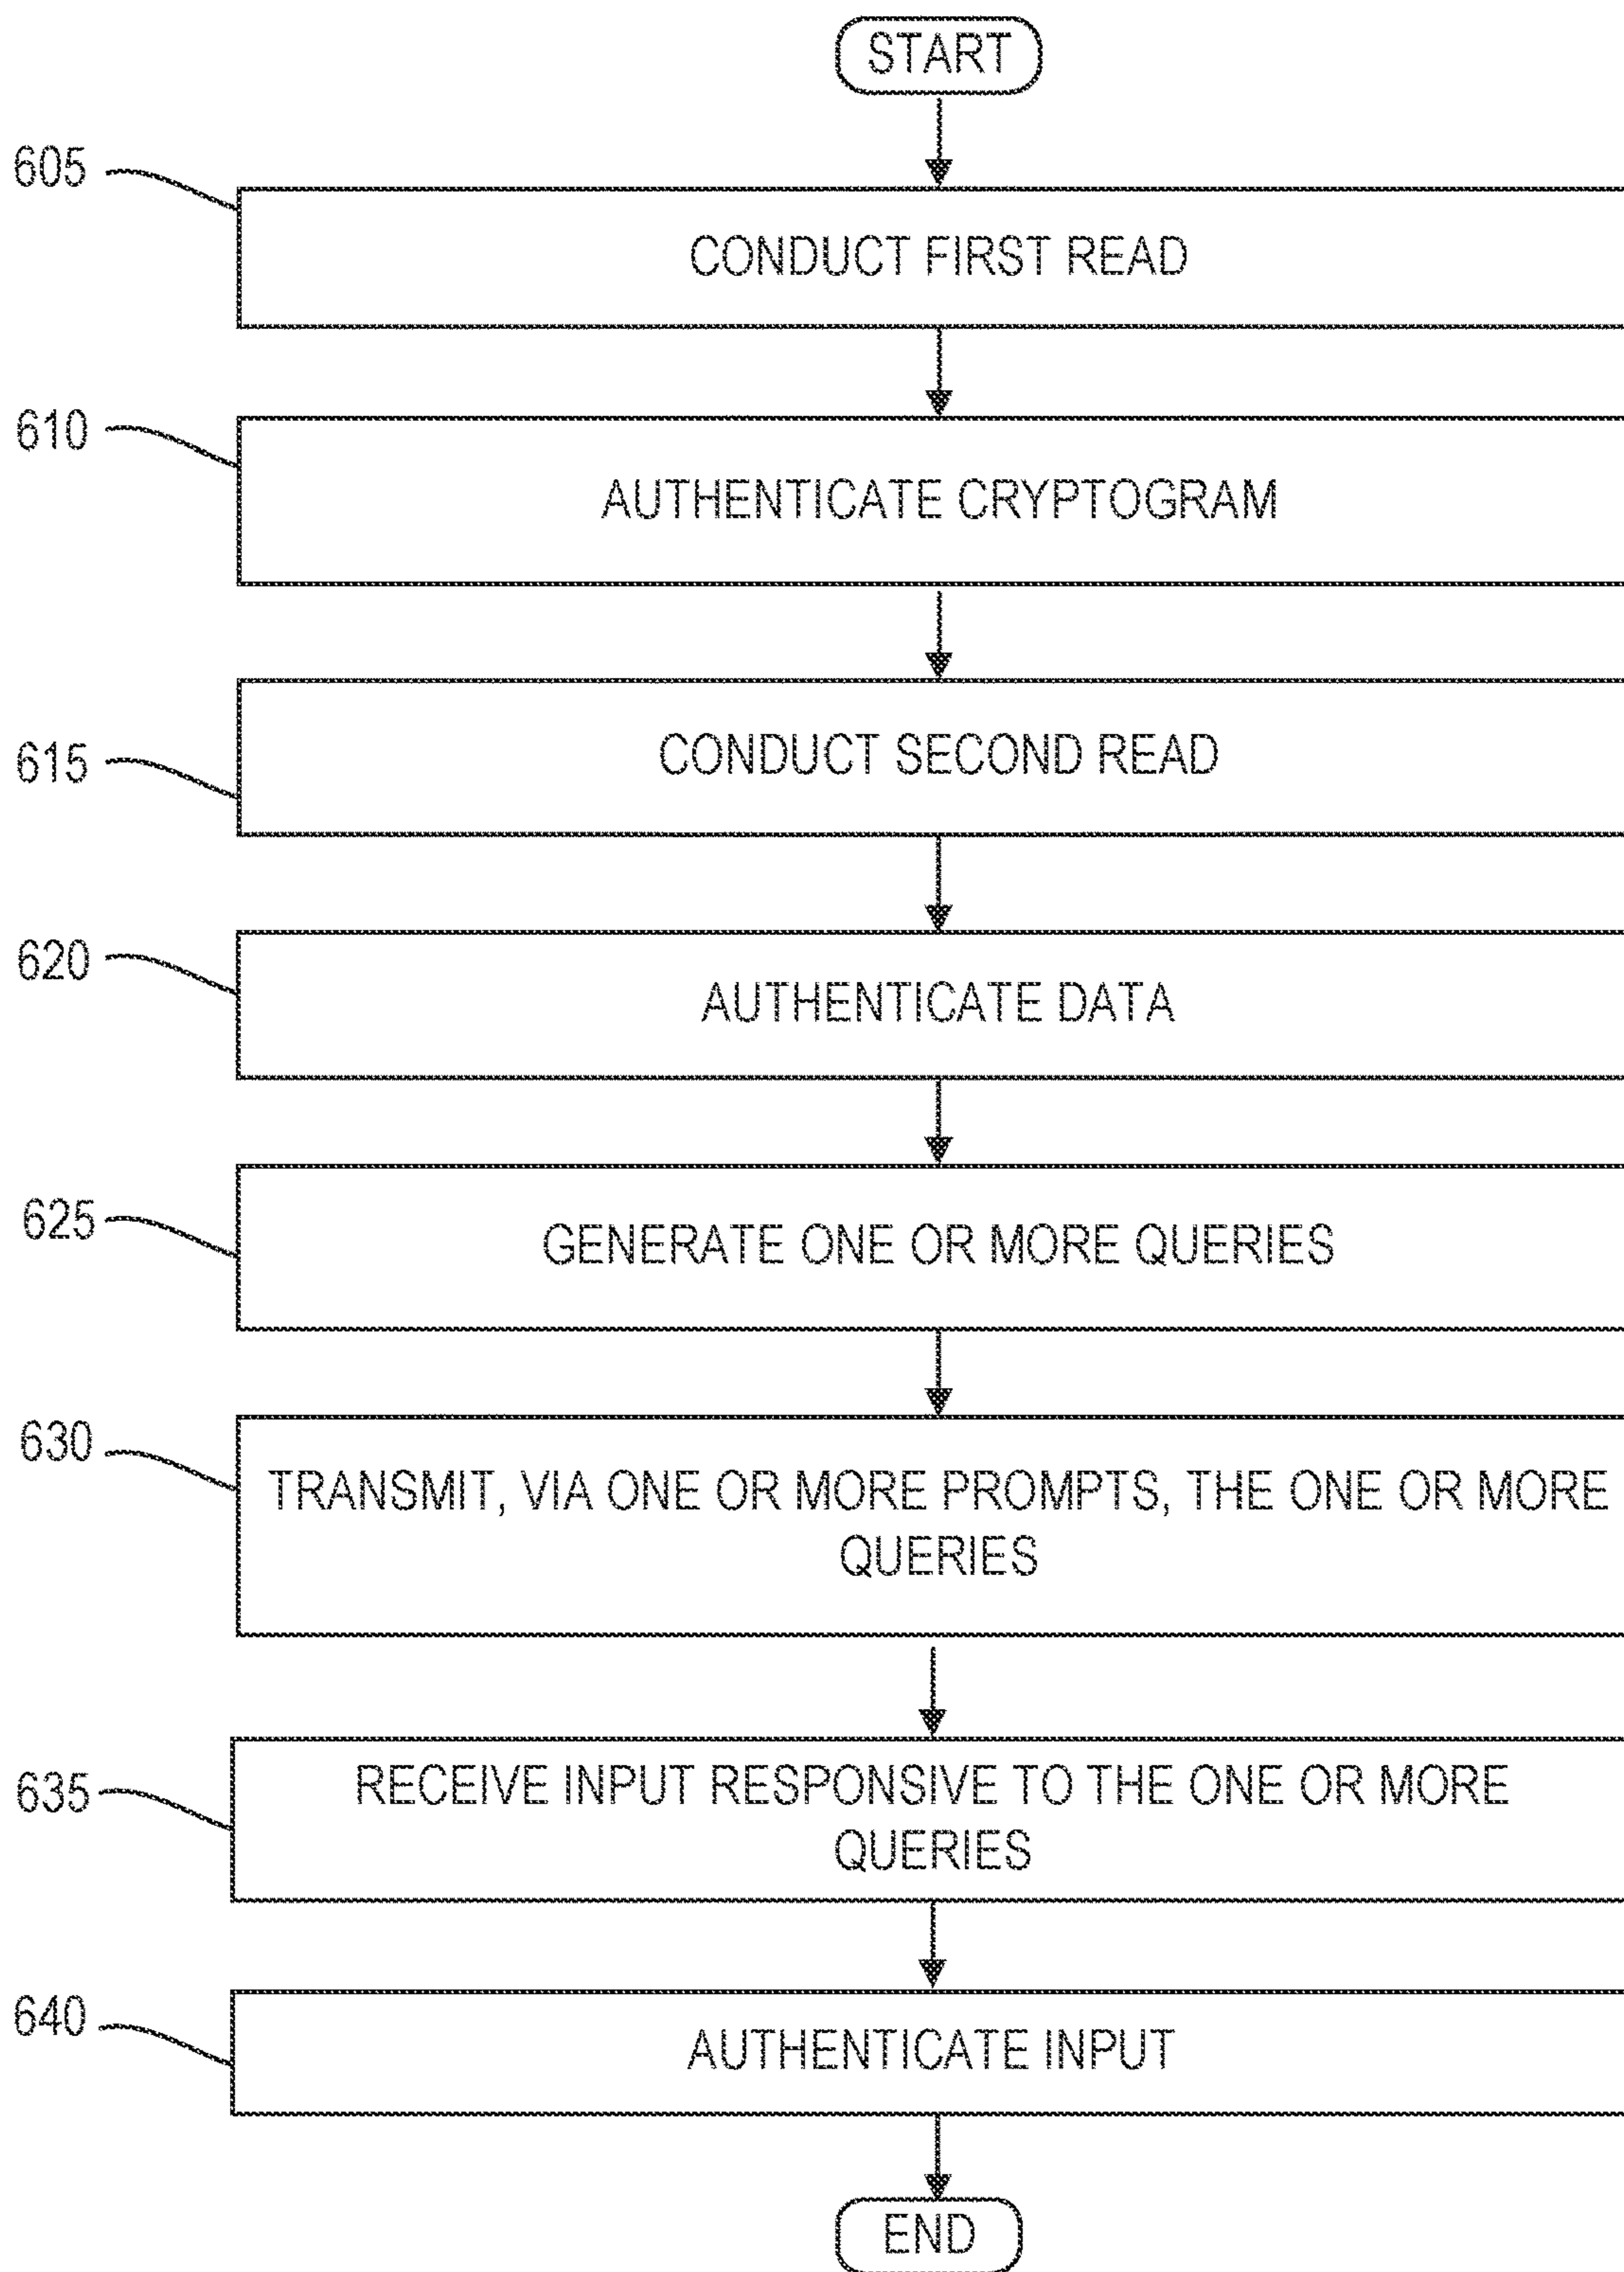 START
605
CONDUCT FIRST READ
610
AUTHENTICATE CRYPTOGRAM
615
CONDUCT SECOND READ
620
AUTHENTICATE DATA
625
GENERATE ONE OR MORE QUERIES
630
TRANSMIT, VIA ONE OR MORE PROMPTS, THE ONE OR MORE
QUERIES
635
RECEIVE INPUT RESPONSIVE TO THE ONE OR MORE
QUERIES
640
AUTHENTICATE INPUT
END